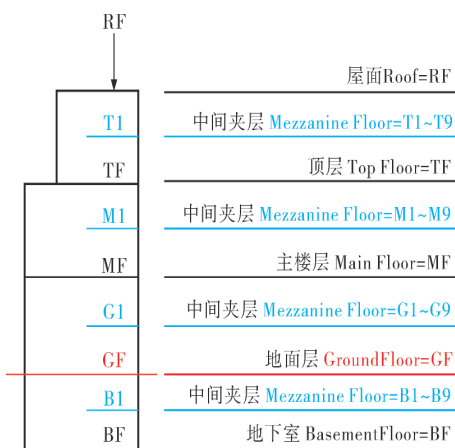 RF
屋面Roof=RF
T1 中间夹层 Mezzanine Floor=T1~T9
TF 顶层 Top Floor=TF
M1 中间夹层 Mezzanine Floor=M1~M9
MF 主楼层 Main Floor=MF
G1 中间夹层 Mezzanine Floor=G1~G9
GF 地面层 GroundFloor=GF
B1 中间夹层 Mezzanine Floor=B1~B9
BF 地下室 BasementFloor=BF